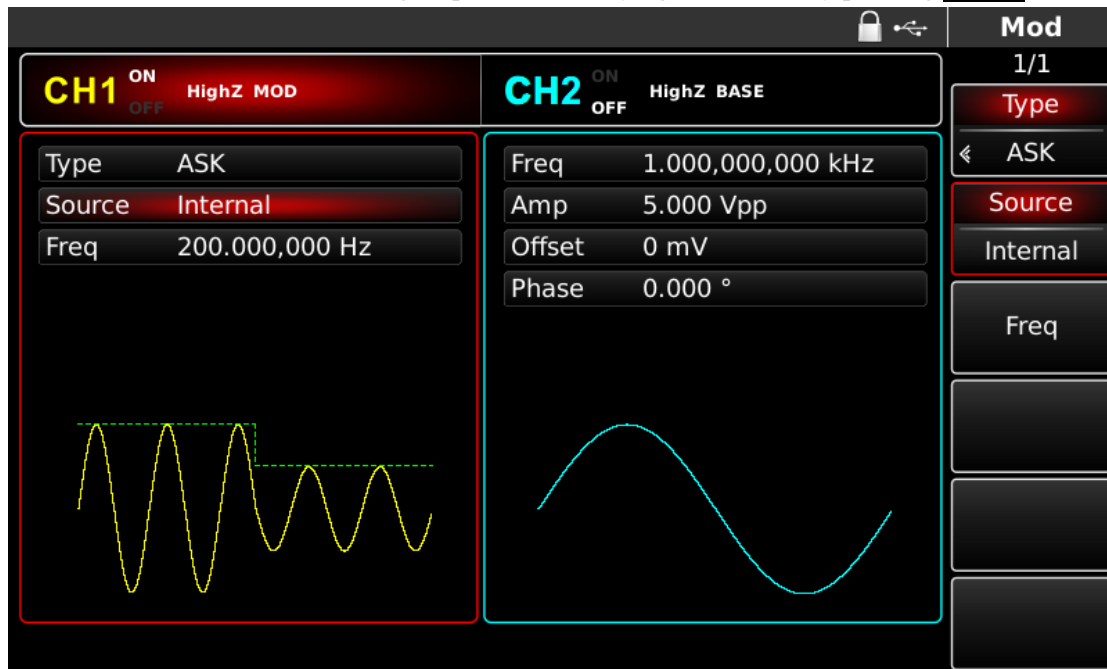 Mod
1/1
CH1 ON OFF HighZ MOD
CH2 ON OFF HighZ BASE
Type ASK
Source Internal
Freq 200.000,000 Hz
Freq 1.000,000,000 kHz
Amp 5.000 Vpp
Offset 0 mV
Phase 0.000 °
Type
ASK
Source
Internal
Freq